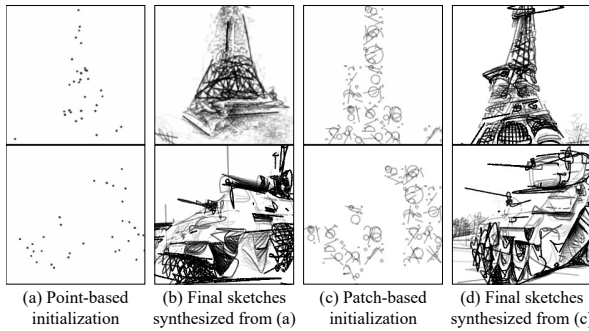 (a) Point-based
initialization
(b) Final sketches
synthesized from (a)
(c) Patch-based
initialization
(d) Final sketches
synthesized from (c)